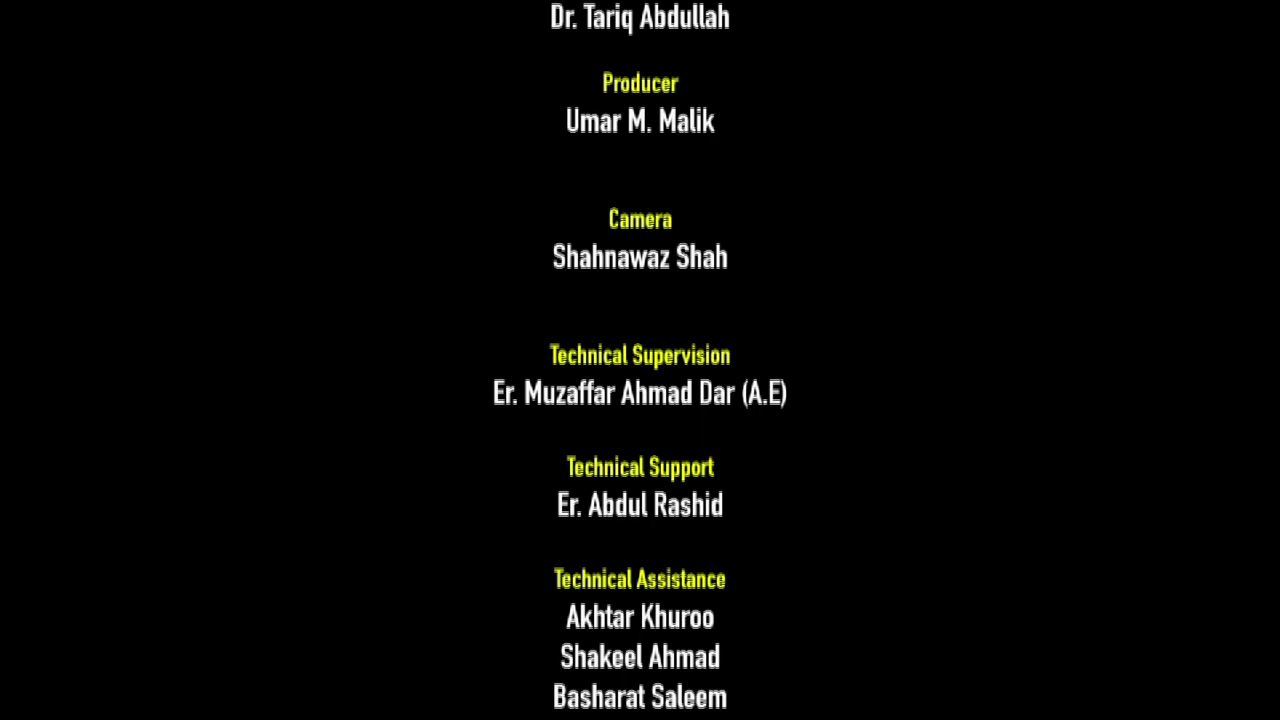 Dr. Tariq Abdullah
Producer
Umar M. Malik
Camera
Shahnawaz Shah
Technical Supervision
Er. Muzaffar Ahmad Dar (A.E)
Technical Support
Er. Abdul Rashid
Technical Assistance
Akhtar Khuroo
Shakeel Ahmad
Basharat Saleem